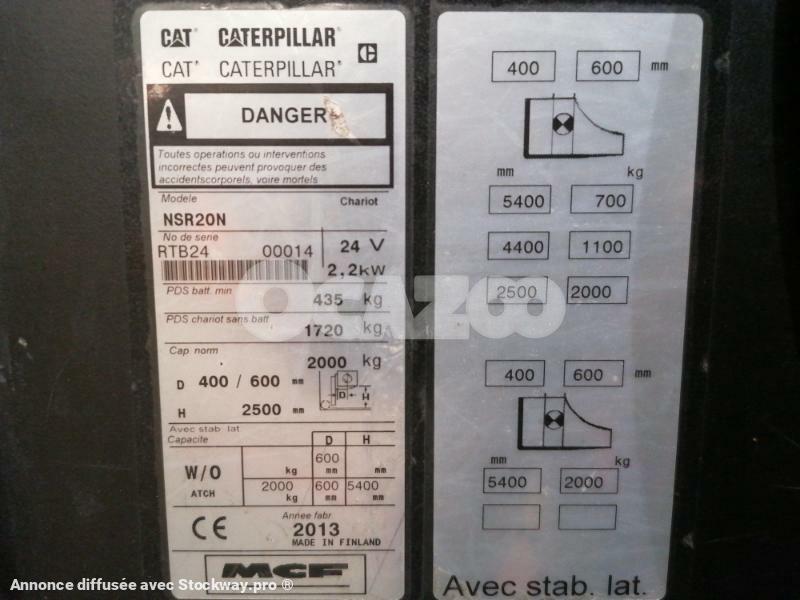 CAT CATERPILLAR
CAT CATERPILLAR
DANGER
Toutes operations ou interventions
incorrectes peuvent provoquer des
accidentscorporels, voire mortels
Modele Chariot
NSR20N
No de serie
RTB24 00014 24 V
2,2kW
PDS batt. min 435 kg
PDS chariot sans batt
1720 kg
Cap norm
2000 kg
D 400 / 600 mm D H
H 2500 mm
Avec stab lat
Capacite D H
600
W/O kg mm mm
ATCH 2000 600 5400
kg mm mm
CE Annee fabr
2013
MADE IN FINLAND
MCF
400 600 mm
mm kg
5400 700
4400 1100
2500 2000
400 600 mm
mm kg
5400 2000
Avec stab. lat.
OCAZOO
Annonce diffusée avec Stockway.pro ®